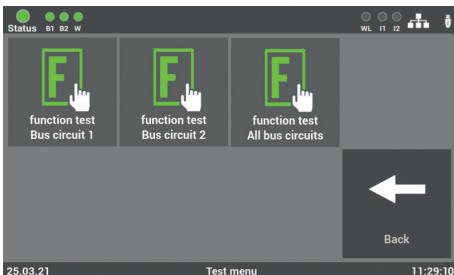 Status B1 B2 W WL I1 I2
F F F
function test function test function test
Bus circuit 1 Bus circuit 2 All bus circuits
Back
25.03.21 Test menu 11:29:10